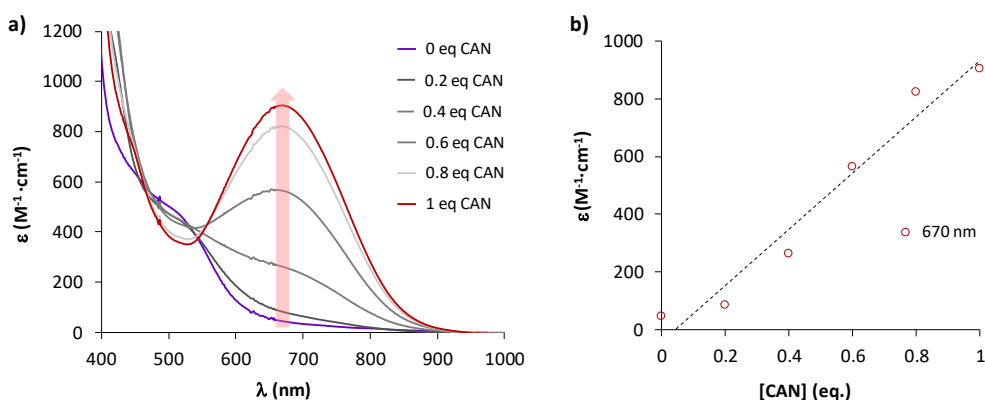 a)
ε (M⁻¹·cm⁻¹)
1200
1000
800
600
400
200
0
400 500 600 700 800 900 1000
λ (nm)
0 eq CAN
0.2 eq CAN
0.4 eq CAN
0.6 eq CAN
0.8 eq CAN
1 eq CAN
b)
ε (M⁻¹·cm⁻¹)
1000
800
600
400
200
0
0 0.2 0.4 0.6 0.8 1
[CAN] (eq.)
670 nm